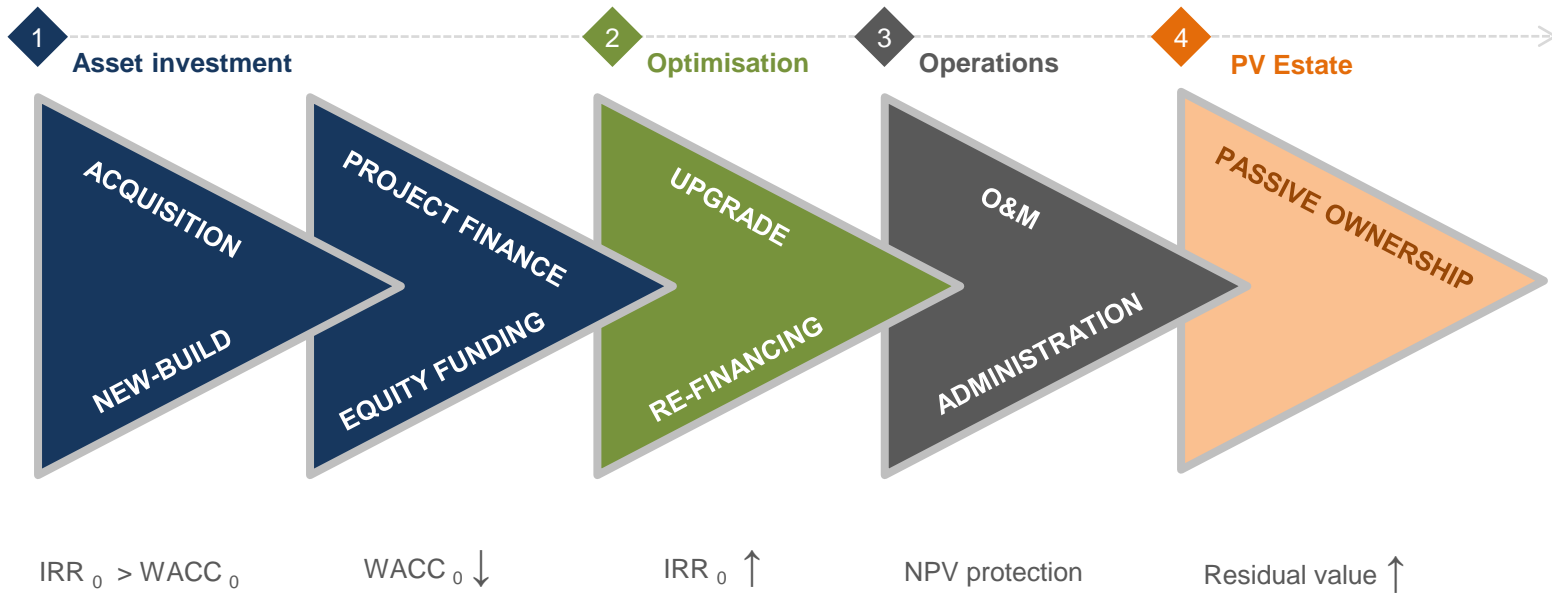 1
Asset investment
2
Optimisation
3
Operations
4
PV Estate
ACQUISITION
NEW-BUILD
PROJECT FINANCE
EQUITY FUNDING
UPGRADE
RE-FINANCING
O&M
ADMINISTRATION
PASSIVE OWNERSHIP
IRR 0 > WACC 0
WACC 0 ↓
IRR 0 ↑
NPV protection
Residual value ↑